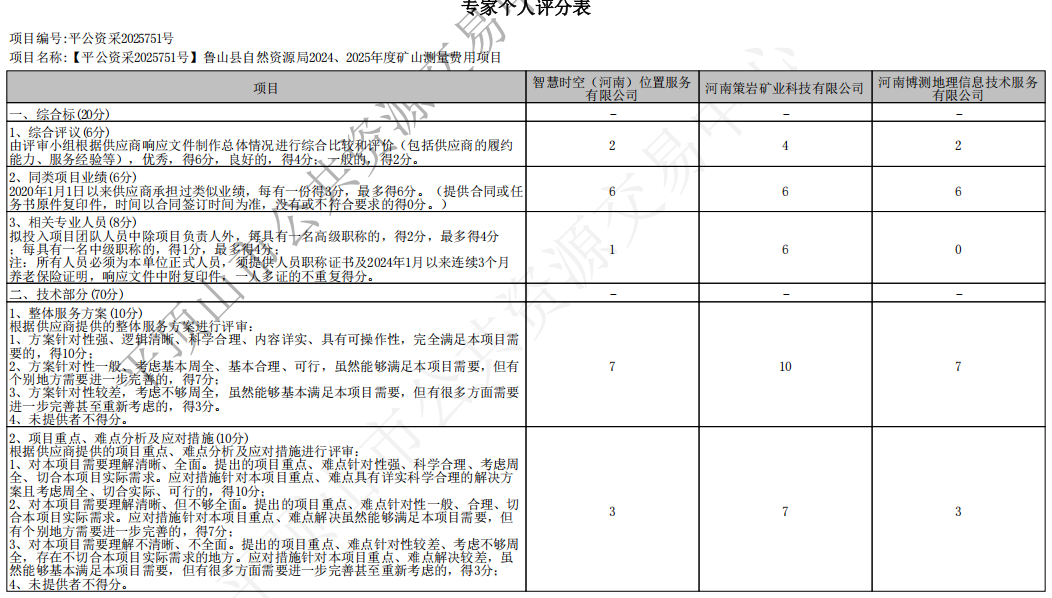 专家个人评分表
项目编号:平公资采2025751号
项目名称:【平公资采2025751号】鲁山县自然资源局2024、2025年度矿山测量费用项目
项目
智慧时空（河南）位置服务
有限公司
河南策岩矿业科技有限公司
河南博测地理信息技术服务
有限公司
一、综合标(20分)
－
－
－
1、综合评议(6分)
由评审小组根据供应商响应文件制作总体情况进行综合比较和评价（包括供应商的履约
能力、服务经验等），优秀，得6分，良好的，得4分；一般的，得2分。
2
4
2
2、同类项目业绩(6分)
2020年1月1日以来供应商承担过类似业绩，每有一份得3分，最多得6分。（提供合同或任
务书原件复印件，时间以合同签订时间为准，没有或不符合要求的得0分。）
6
6
6
3、相关专业人员(8分)
拟投入项目团队人员中除项目负责人外，每具有一名高级职称的，得2分，最多得4分
；每具有一名中级职称的，得1分，最多得4分；
注：所有人员必须为本单位正式人员，须提供人员职称证书及2024年1月以来连续3个月
养老保险证明，响应文件中附复印件，一人多证的不重复得分。
1
6
0
二、技术部分(70分)
－
－
－
1、整体服务方案(10分)
根据供应商提供的整体服务方案进行评审：
1、方案针对性强、逻辑清晰、科学合理、内容详实、具有可操作性，完全满足本项目需
要的，得10分；
2、方案针对性一般、考虑基本周全、基本合理、可行，虽然能够满足本项目需要，但有
个别地方需要进一步完善的，得7分；
3、方案针对性较差，考虑不够周全，虽然能够基本满足本项目需要，但有很多方面需要
进一步完善甚至重新考虑的，得3分。
4、未提供者不得分。
7
10
7
2、项目重点、难点分析及应对措施(10分)
根据供应商提供的项目重点、难点分析及应对措施进行评审：
1、对本项目需要理解清晰、全面。提出的项目重点、难点针对性强、科学合理、考虑周
全、切合本项目实际需求。应对措施针对本项目重点、难点具有详实科学合理的解决方
案且考虑周全、切合实际、可行的，得10分；
2、对本项目需要理解清晰、但不够全面。提出的项目重点、难点针对性一般、合理、切
合本项目实际需求。应对措施针对本项目重点、难点解决虽然能够满足本项目需要，但
有个别地方需要进一步完善的，得7分；
3、对本项目需要理解不清晰、不全面。提出的项目重点、难点针对性较差、考虑不够周
全，存在不切合本项目实际需求的地方。应对措施针对本项目重点、难点解决较差，虽
然能够基本满足本项目需要，但有很多方面需要进一步完善甚至重新考虑的，得3分；
4、未提供者不得分。
3
7
3
平顶山市公共资源交易中
市公共资源交易中心